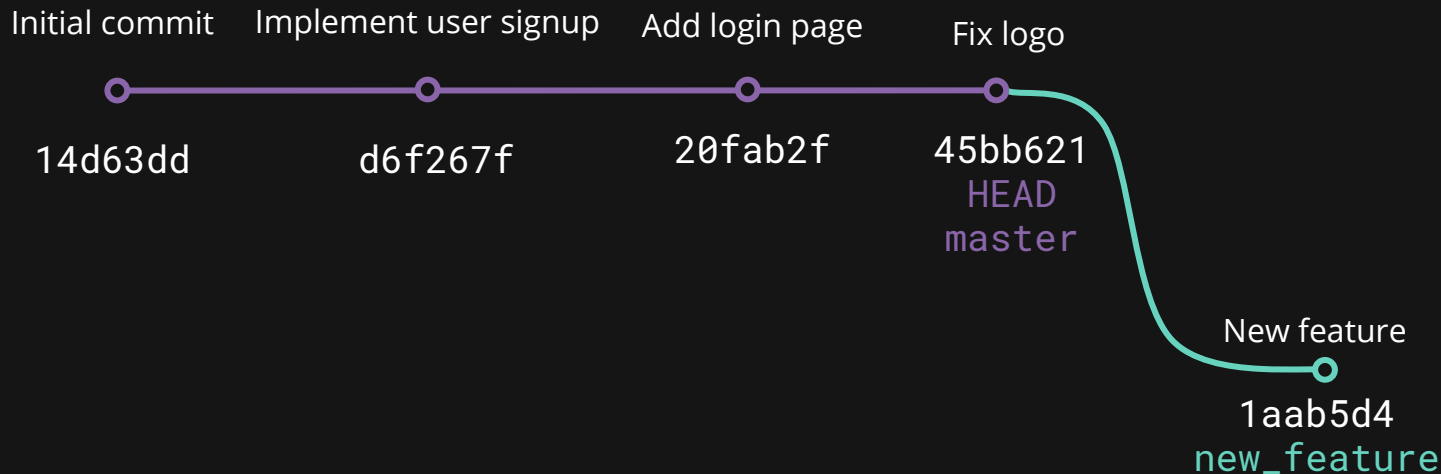 Initial commit
Implement user signup
Add login page
Fix logo
14d63dd
d6f267f
20fab2f
45bb621
HEAD
master
New feature
1aab5d4
new_feature